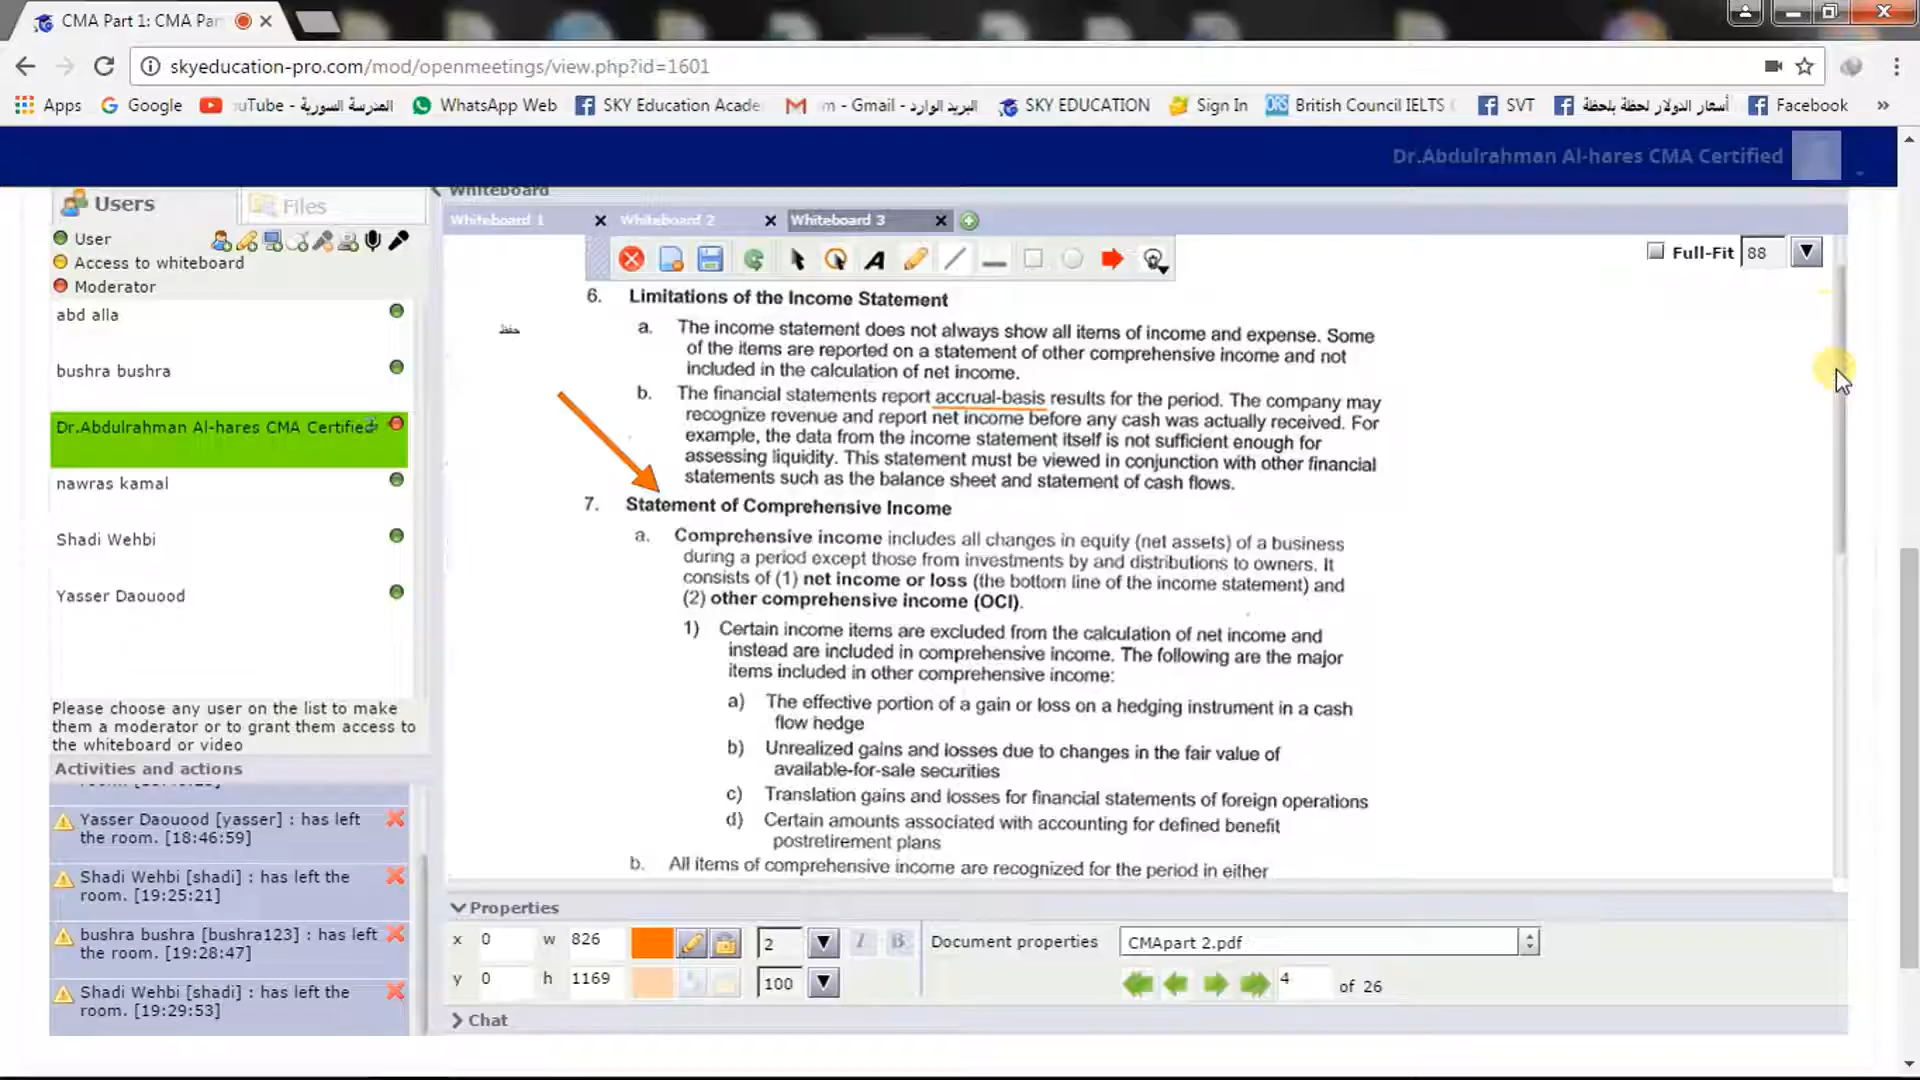 CMA Part 1: CMA Par
skyeducation-pro.com/mod/openmeetings/view.php?id=1601
Apps
Google
uTube - المدرسة السورية
WhatsApp Web
SKY Education Acade
m - Gmail - البريد الوارد
SKY EDUCATION
Sign In
British Council IELTS
SVT
أسعار الدولار لحظة بلحظة
Facebook
»
Dr.Abdulrahman Al-hares CMA Certified
Whiteboard
Users
Files
Whiteboard 1
Whiteboard 2
Whiteboard 3
User
Access to whiteboard
Moderator
Full-Fit 88
abd alla
bushra bushra
Dr.Abdulrahman Al-hares CMA Certified
nawras kamal
Shadi Wehbi
Yasser Daouood
Please choose any user on the list to make
them a moderator or to grant them access to
the whiteboard or video
Activities and actions
Yasser Daouood [yasser] : has left
the room. [18:46:59]
Shadi Wehbi [shadi] : has left the
room. [19:25:21]
bushra bushra [bushra123] : has left
the room. [19:28:47]
Shadi Wehbi [shadi] : has left the
room. [19:29:53]
6. Limitations of the Income Statement
a. The income statement does not always show all items of income and expense. Some
of the items are reported on a statement of other comprehensive income and not
included in the calculation of net income.
b. The financial statements report accrual-basis results for the period. The company may
recognize revenue and report net income before any cash was actually received. For
example, the data from the income statement itself is not sufficient enough for
assessing liquidity. This statement must be viewed in conjunction with other financial
statements such as the balance sheet and statement of cash flows.
7. Statement of Comprehensive Income
a. Comprehensive income includes all changes in equity (net assets) of a business
during a period except those from investments by and distributions to owners. It
consists of (1) net income or loss (the bottom line of the income statement) and
(2) other comprehensive income (OCI).
1) Certain income items are excluded from the calculation of net income and
instead are included in comprehensive income. The following are the major
items included in other comprehensive income:
a) The effective portion of a gain or loss on a hedging instrument in a cash
flow hedge
b) Unrealized gains and losses due to changes in the fair value of
available-for-sale securities
c) Translation gains and losses for financial statements of foreign operations
d) Certain amounts associated with accounting for defined benefit
postretirement plans
b. All items of comprehensive income are recognized for the period in either
Properties
x 0 w 826 2 I B Document properties CMApart 2.pdf
y 0 h 1169 100 4 of 26
Chat